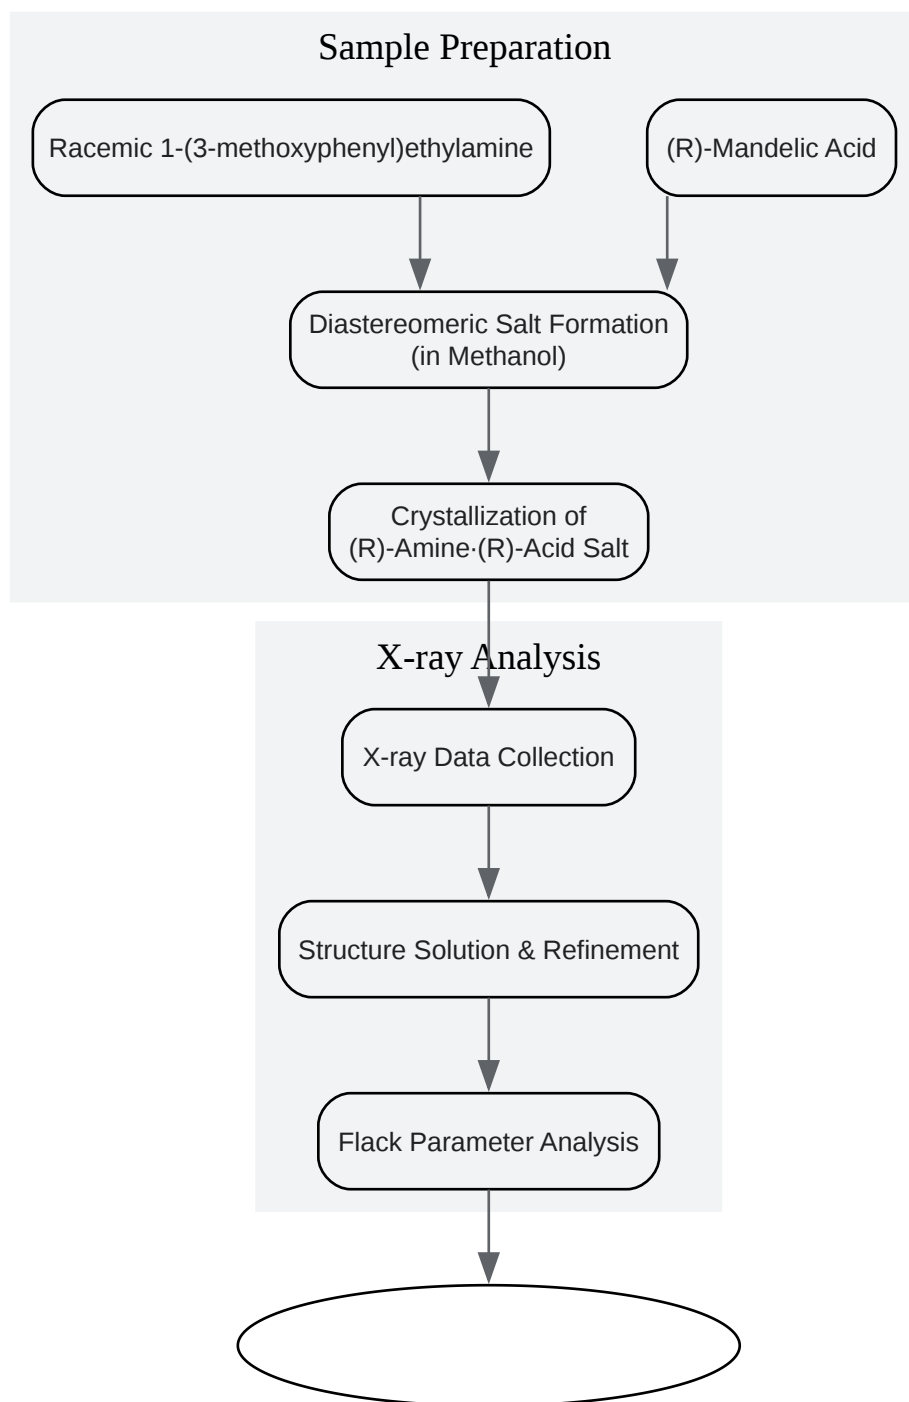 Sample Preparation
Racemic 1-(3-methoxyphenyl)ethylamine
(R)-Mandelic Acid
Diastereomeric Salt Formation
(in Methanol)
Crystallization of
(R)-Amine·(R)-Acid Salt
X-ray Analysis
X-ray Data Collection
Structure Solution & Refinement
Flack Parameter Analysis